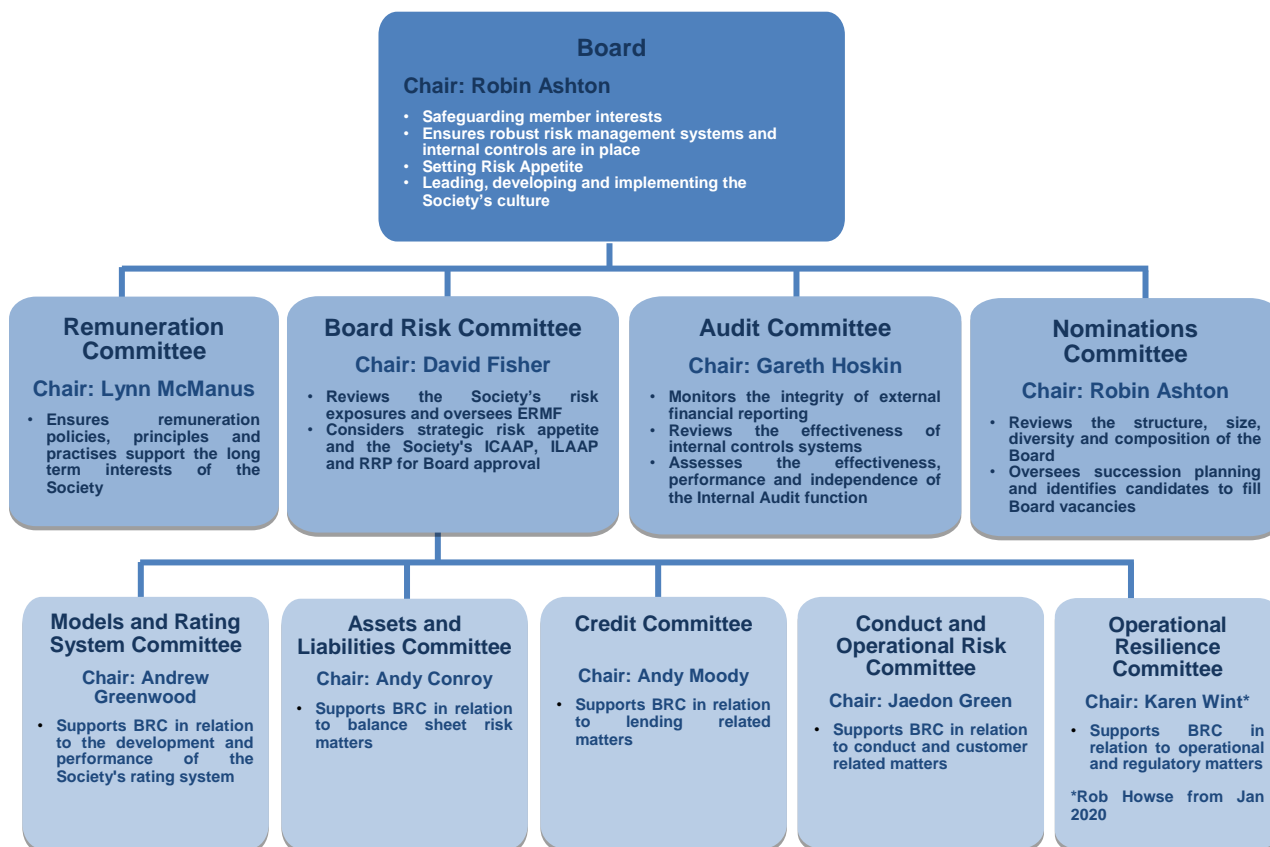 Board
Chair: Robin Ashton
• Safeguarding member interests
• Ensures robust risk management systems and
internal controls are in place
• Setting Risk Appetite
• Leading, developing and implementing the
Society’s culture
Remuneration
Committee
Chair: Lynn McManus
• Ensures remuneration
policies, principles and
practises support the long
term interests of the
Society
Board Risk Committee
Chair: David Fisher
• Reviews the Society’s risk
exposures and oversees ERMF
• Considers strategic risk appetite
and the Society's ICAAP, ILAAP
and RRP for Board approval
Audit Committee
Chair: Gareth Hoskin
• Monitors the integrity of external
financial reporting
• Reviews the effectiveness of
internal controls systems
• Assesses the effectiveness,
performance and independence of
the Internal Audit function
Nominations
Committee
Chair: Robin Ashton
• Reviews the structure, size,
diversity and composition of the
Board
• Oversees succession planning
and identifies candidates to fill
Board vacancies
Models and Rating
System Committee
Chair: Andrew
Greenwood
• Supports BRC in relation
to the development and
performance of the
Society's rating system
Assets and
Liabilities Committee
Chair: Andy Conroy
• Supports BRC in relation
to balance sheet risk
matters
Credit Committee
Chair: Andy Moody
• Supports BRC in relation
to lending related
matters
Conduct and
Operational Risk
Committee
Chair: Jaedon Green
• Supports BRC in relation
to conduct and customer
related matters
Operational
Resilience
Committee
Chair: Karen Wint*
• Supports BRC in
relation to operational
and regulatory matters
*Rob Howse from Jan
2020